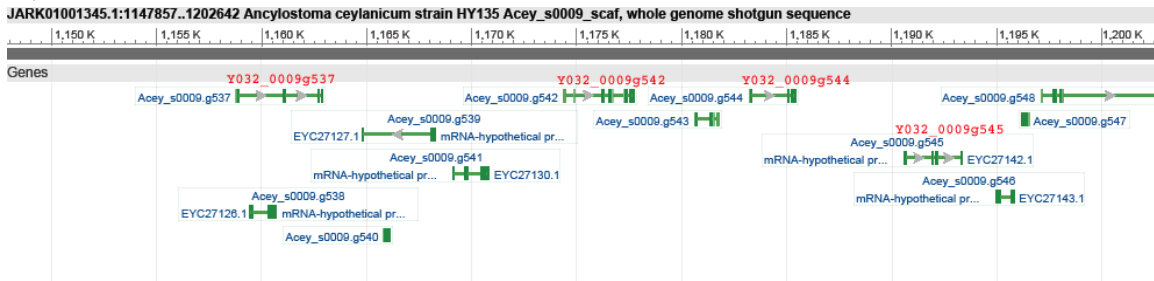 JARK01001345.1:1147857..1202642 Ancylostoma ceylanicum strain HY135 Acey_s0009_scaf, whole genome shotgun sequence
1,150 K 1,155 K 1,160 K 1,165 K 1,170 K 1,175 K 1,180 K 1,185 K 1,190 K 1,195 K 1,200 K
Genes
Y032_0009g537 Y032_0009g542 Y032_0009g544
Acey_s0009.g537 Acey_s0009.g542 Acey_s0009.g544 Acey_s0009.g548
Acey_s0009.g539 Acey_s0009.g543 Acey_s0009.g547
EYC27127.1 mRNA-hypothetical pr... Y032_0009g545
Acey_s0009.g545
Acey_s0009.g541 mRNA-hypothetical pr... EYC27142.1
mRNA-hypothetical pr... EYC27130.1
Acey_s0009.g546
Acey_s0009.g538 mRNA-hypothetical pr... EYC27143.1
EYC27126.1 mRNA-hypothetical pr...
Acey_s0009.g540